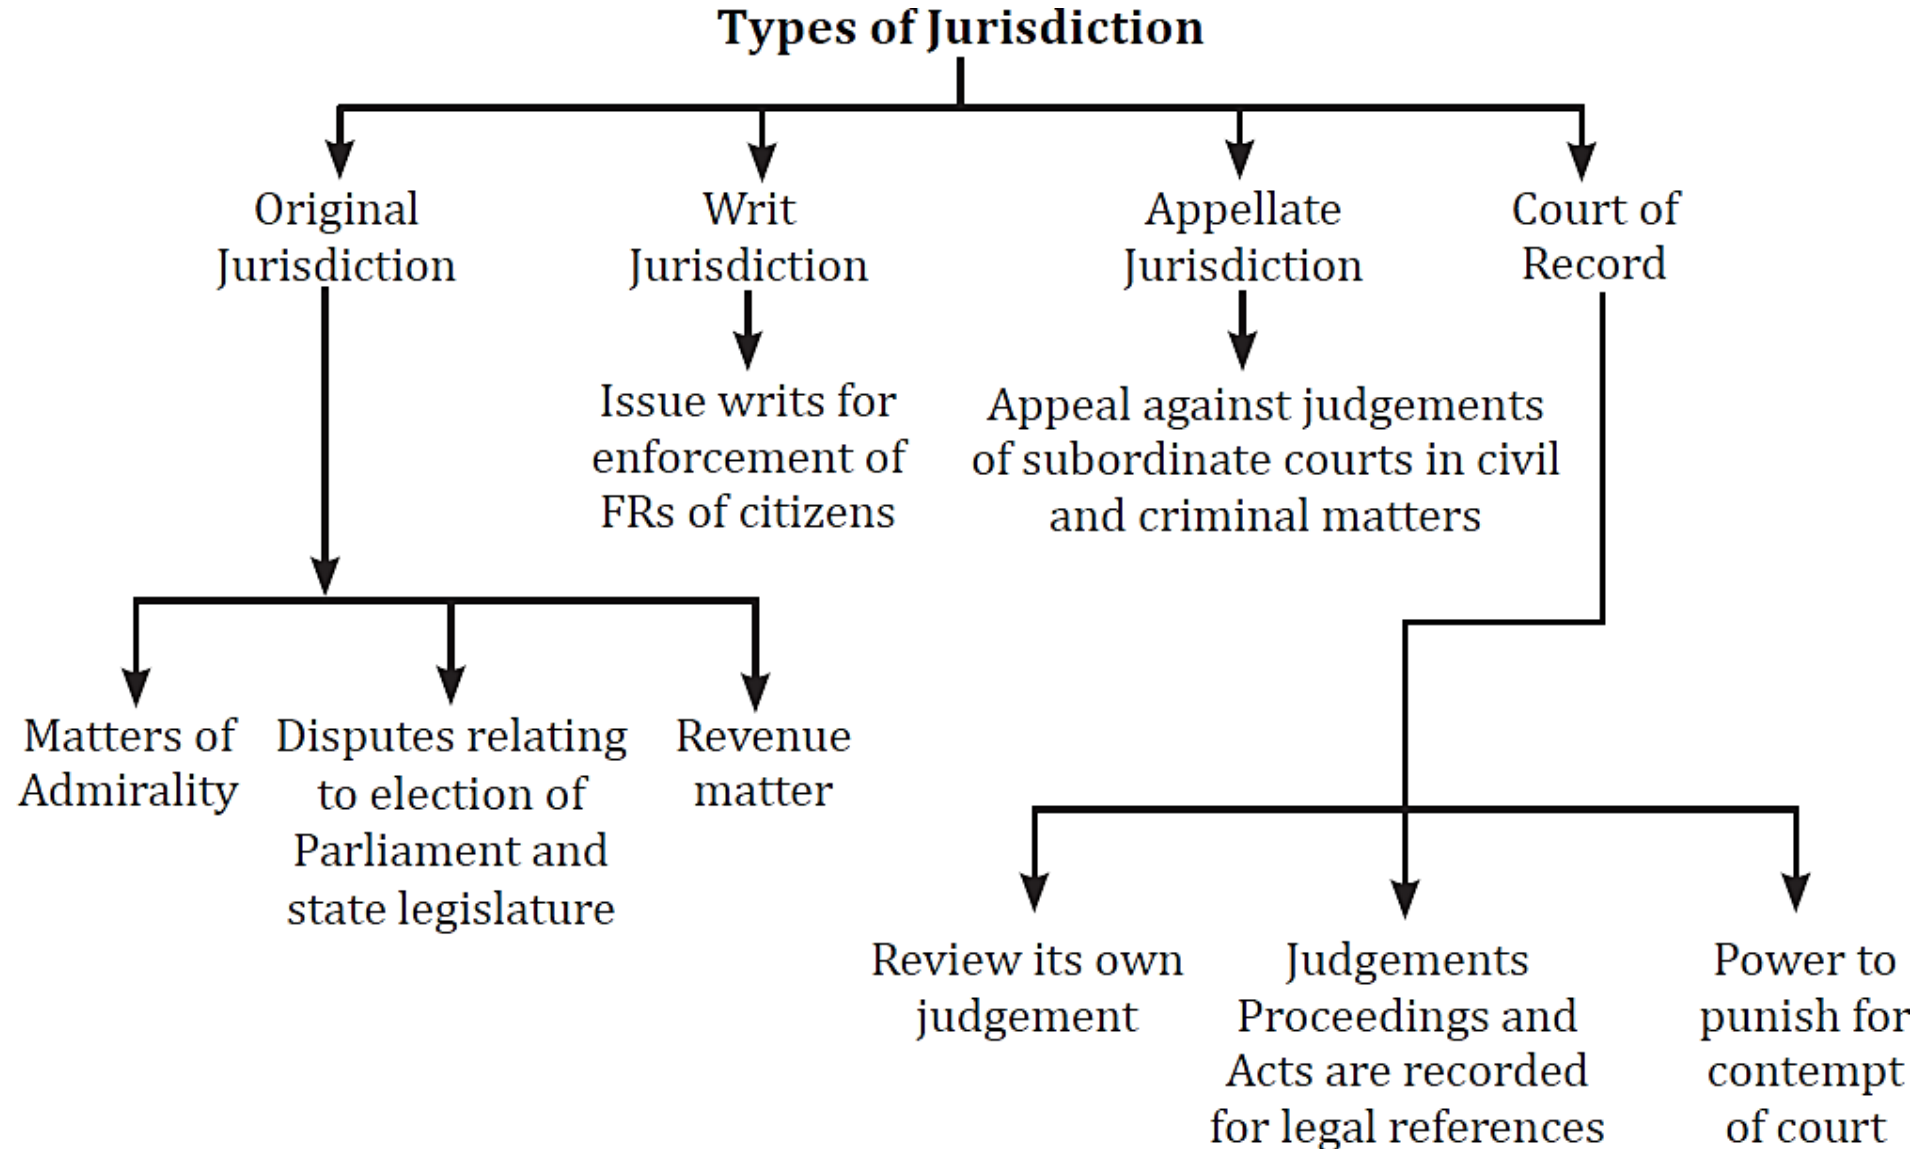 Types of Jurisdiction
Original
Jurisdiction
Writ
Jurisdiction
Appellate
Jurisdiction
Court of
Record
Issue writs for
enforcement of
FRs of citizens
Appeal against judgements
of subordinate courts in civil
and criminal matters
Matters of
Admirality
Disputes relating
to election of
Parliament and
state legislature
Revenue
matter
Review its own
judgement
Judgements
Proceedings and
Acts are recorded
for legal references
Power to
punish for
contempt
of court